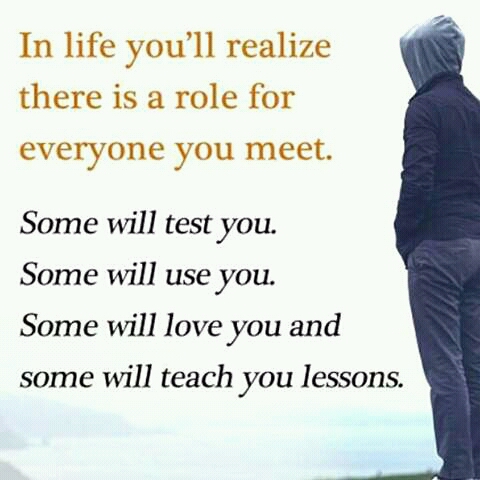 In life you’ll realize
there is a role for
everyone you meet.
Some will test you.
Some will use you.
Some will love you and
some will teach you lessons.